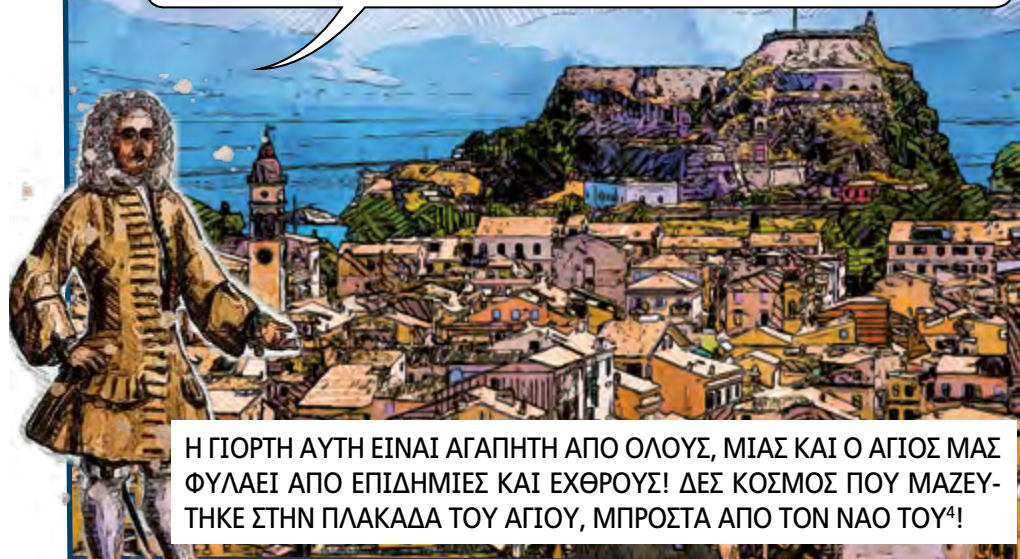 Η ΓΙΟΡΤΗ ΑΥΤΗ ΕΙΝΑΙ ΑΓΑΠΗΤΗ ΑΠΟ ΟΛΟΥΣ, ΜΙΑΣ ΚΑΙ Ο ΑΓΙΟΣ ΜΑΣ
ΦΥΛΑΕΙ ΑΠΟ ΕΠΙΔΗΜΙΕΣ ΚΑΙ ΕΧΘΡΟΥΣ! ΔΕΣ ΚΟΣΜΟΣ ΠΟΥ ΜΑΖΕΥ-
ΤΗΚΕ ΣΤΗΝ ΠΛΑΚΑΔΑ ΤΟΥ ΑΓΙΟΥ, ΜΠΡΟΣΤΑ ΑΠΟ ΤΟΝ ΝΑΟ ΤΟΥ⁴!